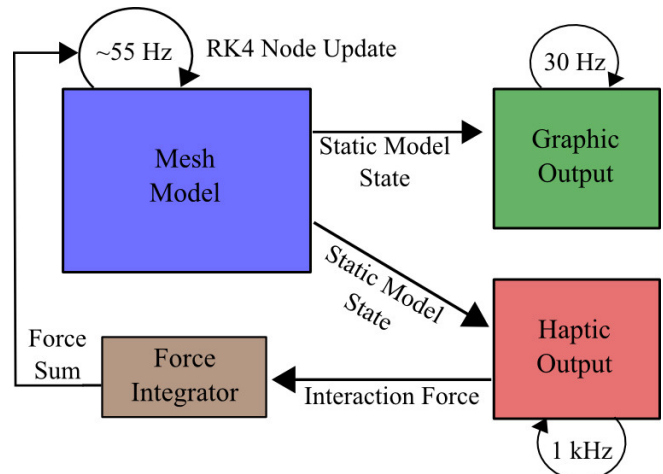 ~55 Hz
RK4 Node Update
30 Hz
Mesh
Model
Static Model
State
Graphic
Output
Static Model
State
Haptic
Output
Force
Sum
Force
Integrator
Interaction Force
1 kHz